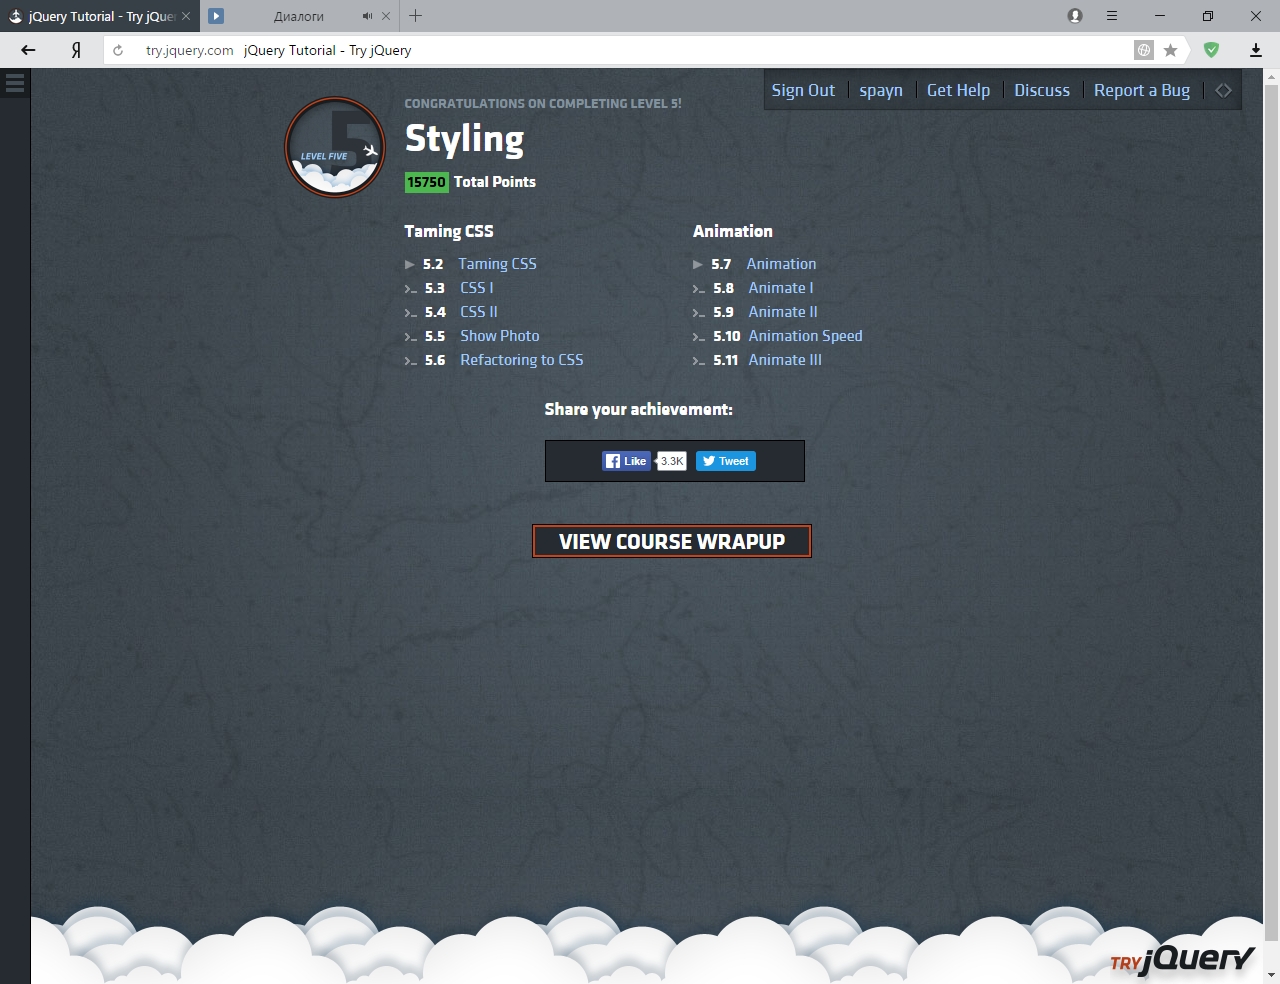 jQuery Tutorial - Try jQue
Диалоги
Я
try.jquery.com jQuery Tutorial - Try jQuery
Sign Out
spayn
Get Help
Discuss
Report a Bug
5
LEVEL FIVE
CONGRATULATIONS ON COMPLETING LEVEL 5!
Styling
15750 Total Points
Taming CSS
5.2 Taming CSS
5.3 CSS I
5.4 CSS II
5.5 Show Photo
5.6 Refactoring to CSS
Animation
5.7 Animation
5.8 Animate I
5.9 Animate II
5.10 Animation Speed
5.11 Animate III
Share your achievement:
Like 3.3K Tweet
VIEW COURSE WRAPUP
TRY jQuery